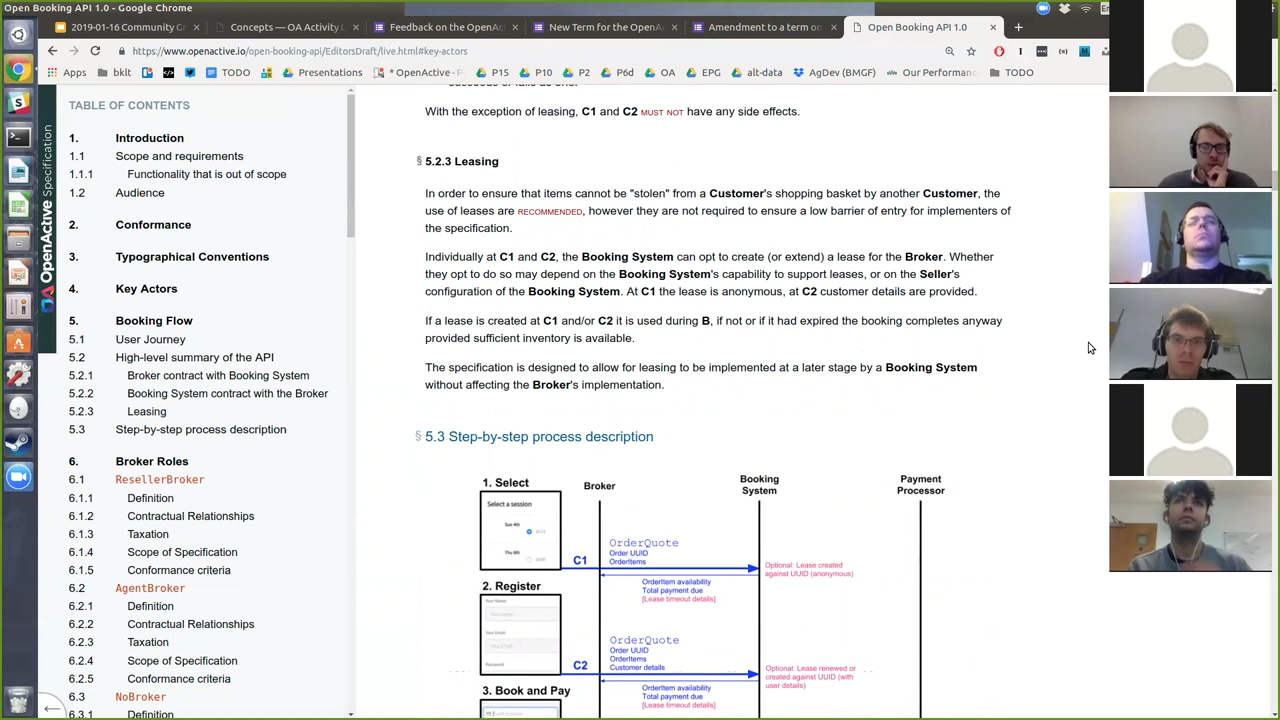 Open Booking API 1.0 - Google Chrome
2019-01-16 Community Gr
Concepts — OA Activity L
Feedback on the OpenAc
New Term for the OpenA
Amendment to a term on
Open Booking API 1.0
https://www.openactive.io/open-booking-api/EditorsDraft/live.html#key-actors
Apps
bklt
TODO
Presentations
* OpenActive - F
P15
P10
P2
P6d
OA
EPG
alt-data
AgDev (BMGF)
Our Performan
TODO
OpenActive Specification
TABLE OF CONTENTS
1. Introduction
1.1 Scope and requirements
1.1.1 Functionality that is out of scope
1.2 Audience
2. Conformance
3. Typographical Conventions
4. Key Actors
5. Booking Flow
5.1 User Journey
5.2 High-level summary of the API
5.2.1 Broker contract with Booking System
5.2.2 Booking System contract with the Broker
5.2.3 Leasing
5.3 Step-by-step process description
6. Broker Roles
6.1 ResellerBroker
6.1.1 Definition
6.1.2 Contractual Relationships
6.1.3 Taxation
6.1.4 Scope of Specification
6.1.5 Conformance criteria
6.2 AgentBroker
6.2.1 Definition
6.2.2 Contractual Relationships
6.2.3 Taxation
6.2.4 Scope of Specification
6.2.5 Conformance criteria
6.3 NoBroker
6.3.1 Definition
With the exception of leasing, C1 and C2 MUST NOT have any side effects.
§ 5.2.3 Leasing
In order to ensure that items cannot be "stolen" from a Customer's shopping basket by another Customer, the
use of leases are RECOMMENDED, however they are not required to ensure a low barrier of entry for implementers of
the specification.
Individually at C1 and C2, the Booking System can opt to create (or extend) a lease for the Broker. Whether
they opt to do so may depend on the Booking System's capability to support leases, or on the Seller's
configuration of the Booking System. At C1 the lease is anonymous, at C2 customer details are provided.
If a lease is created at C1 and/or C2 it is used during B, if not or if it had expired the booking completes anyway
provided sufficient inventory is available.
The specification is designed to allow for leasing to be implemented at a later stage by a Booking System
without affecting the Broker's implementation.
§ 5.3 Step-by-step process description
1. Select
Broker
Booking
System
Payment
Processor
Select a session
Sun 4th
Thu 8th
C1
OrderQuote
Order UUID
OrderItems
Optional: Lease created
against UUID (anonymous)
OrderItem availability
Total payment due
[Lease timeout details]
2. Register
Your Name
Your Email
Password
C2
OrderQuote
Order UUID
OrderItems
Customer details
Optional: Lease renewed or
created against UUID (with
user details)
OrderItem availability
Total payment due
[Lease timeout details]
3. Book and Pay